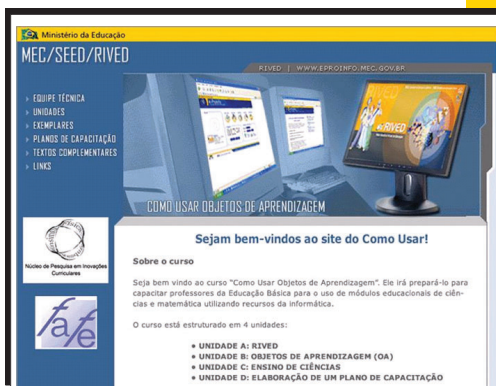 Ministério da Educação
MEC/SEED/RIVED
RIVED | WWW.EPROINFO.MEC.GOV.BR
> EQUIPE TÉCNICA
> UNIDADES
> EXEMPLARES
> PLANOS DE CAPACITAÇÃO
> TEXTOS COMPLEMENTARES
> LINKS
RIVED
COMO USAR OBJETOS DE APRENDIZAGEM
Núcleo de Pesquisa em Inovações
Curriculares
fafe
Sejam bem-vindos ao site do Como Usar!
Sobre o curso
Seja bem vindo ao curso "Como Usar Objetos de Aprendizagem". Ele irá prepará-lo para
capacitar professores da Educação Básica para o uso de módulos educacionais de ciên-
cias e matemática utilizando recursos da informática.
O curso está estruturado em 4 unidades:
• UNIDADE A: RIVED
• UNIDADE B: OBJETOS DE APRENDIZAGEM (OA)
• UNIDADE C: ENSINO DE CIÊNCIAS
• UNIDADE D: ELABORAÇÃO DE UM PLANO DE CAPACITAÇÃO